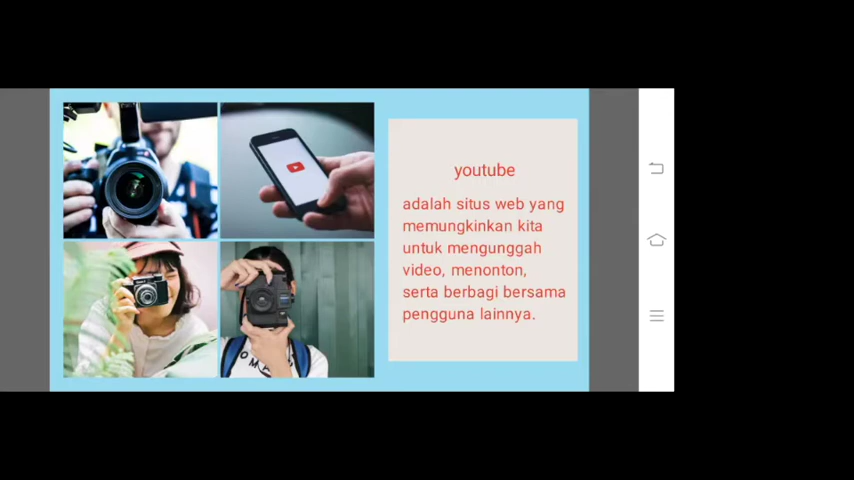 youtube
adalah situs web yang
memungkinkan kita
untuk mengunggah
video, menonton,
serta berbagi bersama
pengguna lainnya.